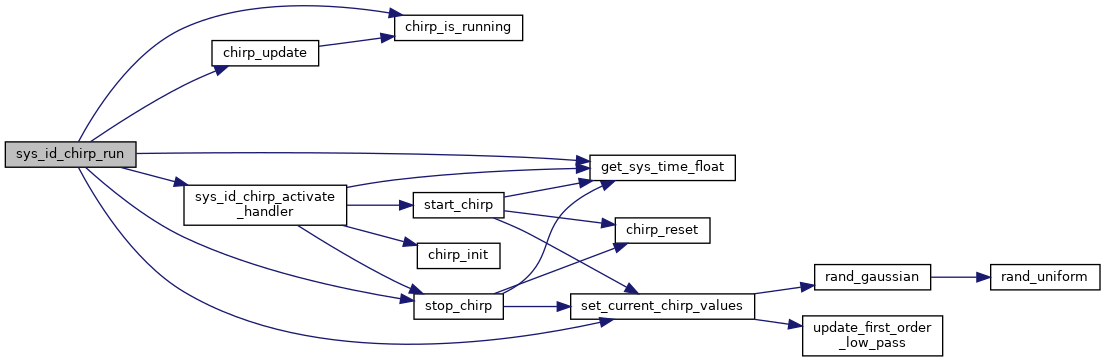 chirp_is_running
chirp_update
sys_id_chirp_run
get_sys_time_float
sys_id_chirp_activate
_handler
start_chirp
chirp_reset
chirp_init
rand_gaussian
rand_uniform
stop_chirp
set_current_chirp_values
update_first_order
_low_pass